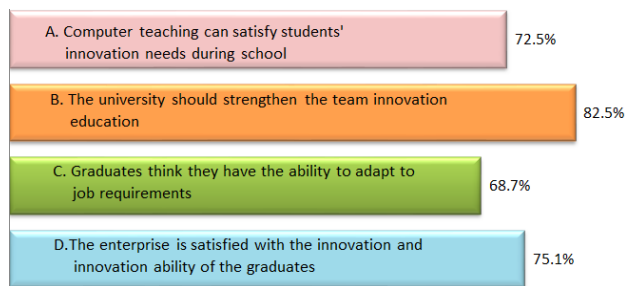 A. Computer teaching can satisfy students'
innovation needs during school
72.5%
B. The university should strengthen the team innovation
education
82.5%
C. Graduates think they have the ability to adapt to
job requirements
68.7%
D.The enterprise is satisfied with the innovation and
innovation ability of the graduates
75.1%